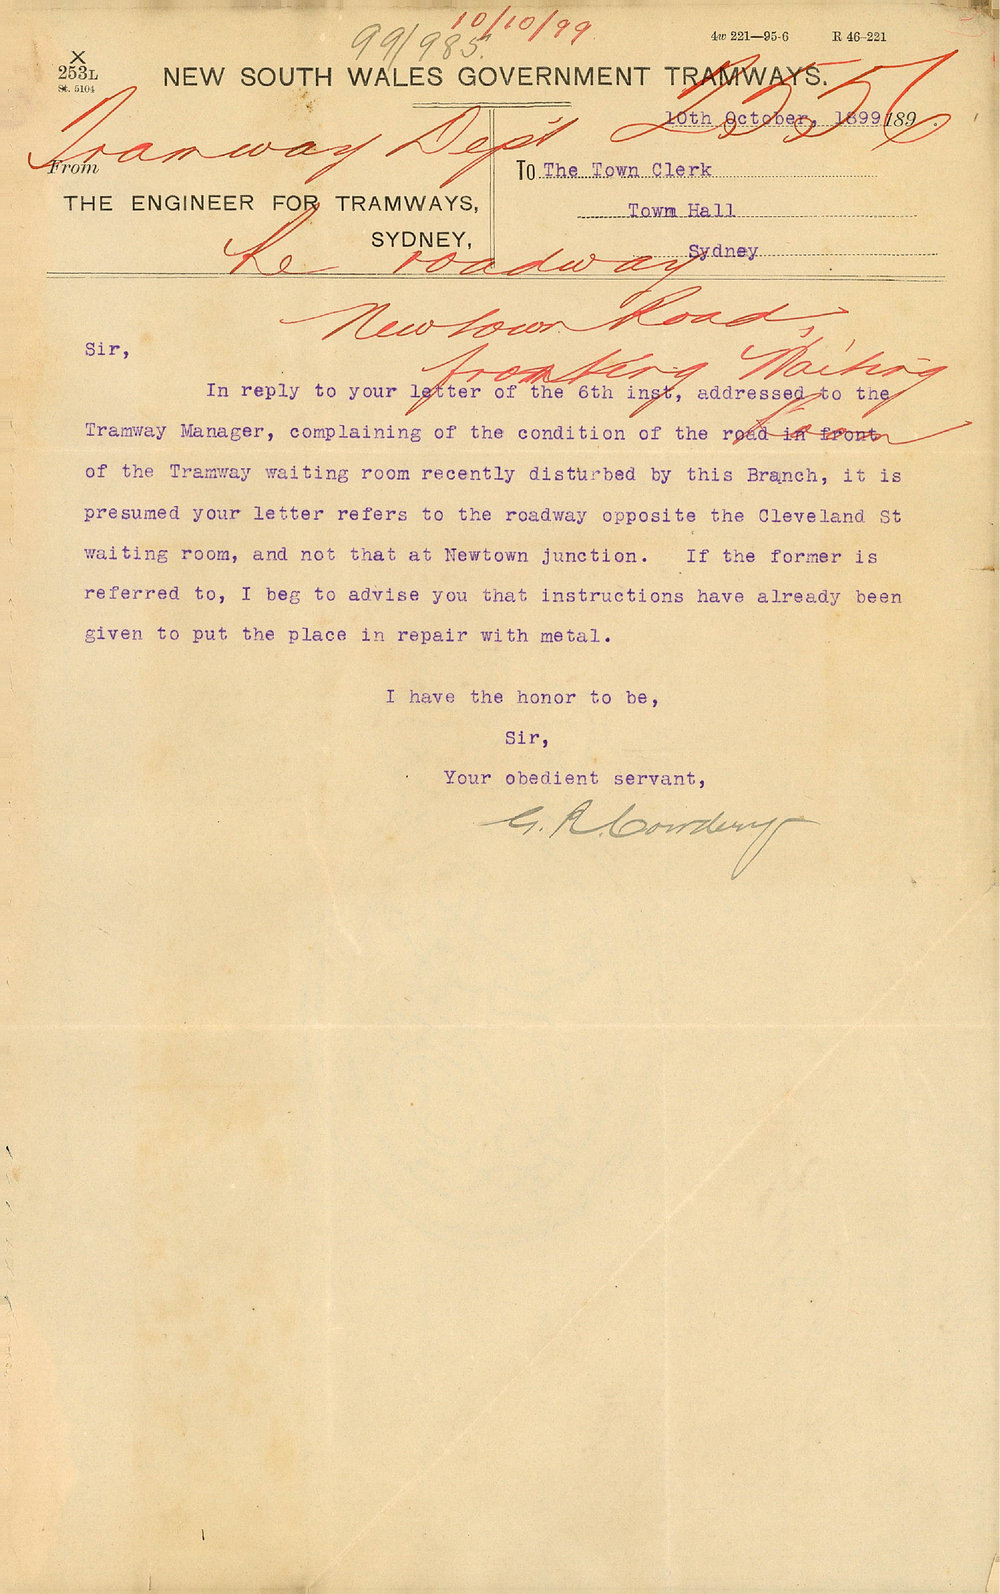 10/10/99
99/985.
4w 221—95-6 R 46-221
X
253L
St. 5104
NEW SOUTH WALES GOVERNMENT TRAMWAYS.
2556
10th October, 1899 189 .
Tramway Dept
From
To The Town Clerk
THE ENGINEER FOR TRAMWAYS,
Town Hall
SYDNEY,
Sydney
Re roadway
Newtown Road,
fronting Waiting
Room
Sir,
In reply to your letter of the 6th inst, addressed to the
Tramway Manager, complaining of the condition of the road in front
of the Tramway waiting room recently disturbed by this Branch, it is
presumed your letter refers to the roadway opposite the Cleveland St
waiting room, and not that at Newtown junction. If the former is
referred to, I beg to advise you that instructions have already been
given to put the place in repair with metal.
I have the honor to be,
Sir,
Your obedient servant,
G. R. Cowdery